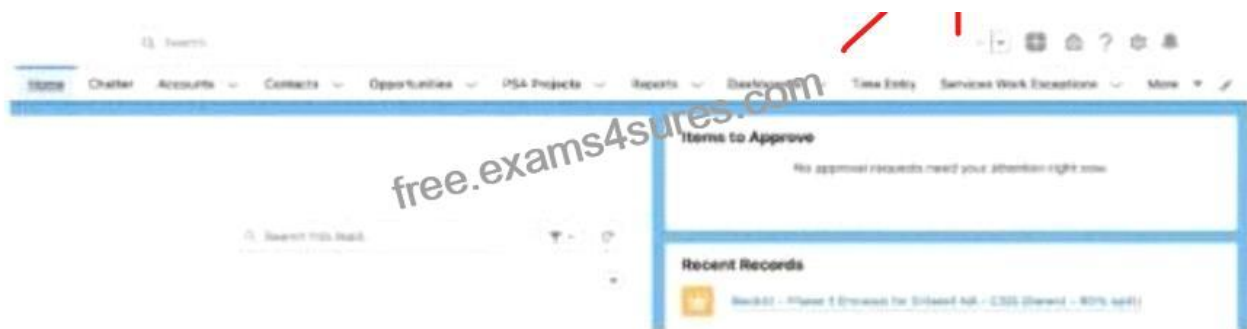 Search
Home Chatter Accounts Contacts Opportunities PSA Projects Reports Time Entry Services Work Exceptions More
free.exams4sures.com
Items to Approve
No approval requests need your attention right now.
Search this feed...
Recent Records